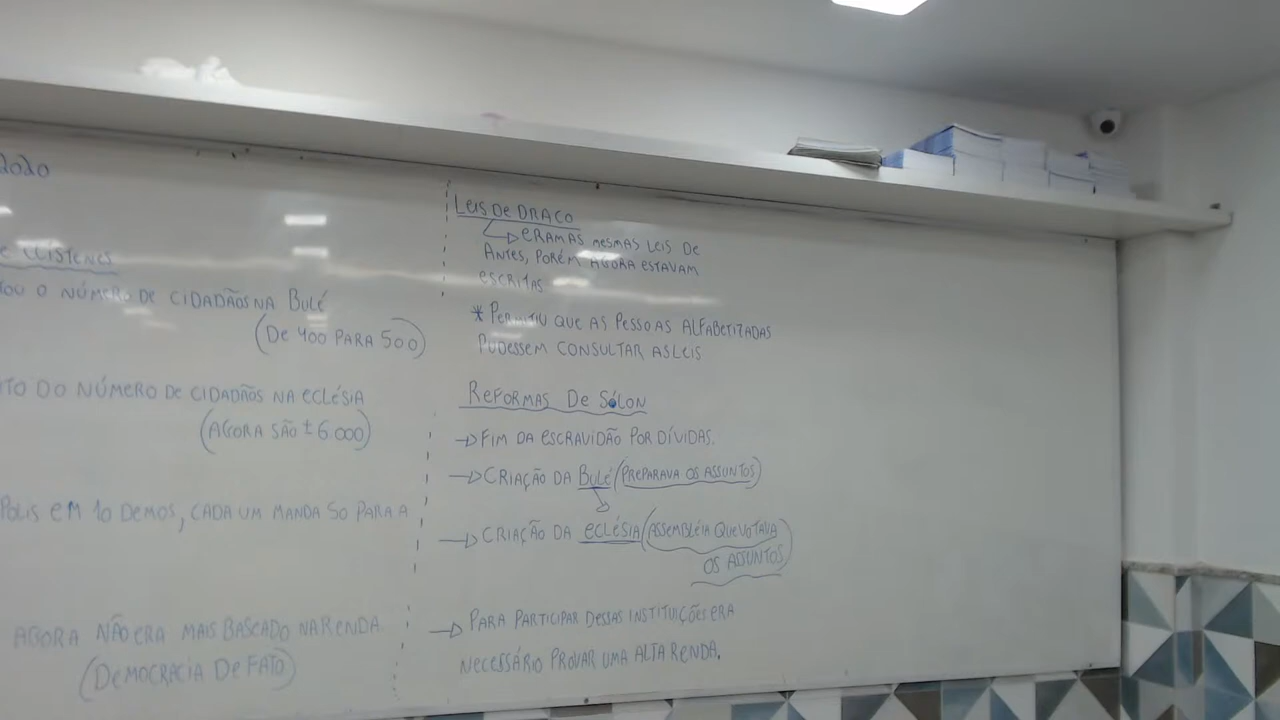 2020
E CLISTENES
TOU O NÚMERO DE CIDADÃOS NA BULÉ
(DE 400 PARA 500)
TO DO NÚMERO DE CIDADÃOS NA ECLÉSIA
(AGORA SÃO ± 6.000)
POLIS EM 10 DEMOS, CADA UM MANDA 50 PARA A
AGORA NÃO ERA MAIS BASEADO NA RENDA
(DEMOCRACIA DE FATO)
LEIS DE DRACO
ERAM AS MESMAS LEIS DE
ANTES, PORÉM AGORA ESTAVAM
ESCRITAS
* PERMITIU QUE AS PESSOAS ALFABETIZADAS
PUDESSEM CONSULTAR AS LEIS
REFORMAS DE SÓLON
→ FIM DA ESCRAVIDÃO POR DÍVIDAS.
→ CRIAÇÃO DA BULÉ (PREPARAVA OS ASSUNTOS)
→ CRIAÇÃO DA ECLÉSIA (ASSEMBLÉIA QUE VOTAVA
OS ASSUNTOS)
→ PARA PARTICIPAR DESSAS INSTITUIÇÕES ERA
NECESSÁRIO PROVAR UMA ALTA RENDA.